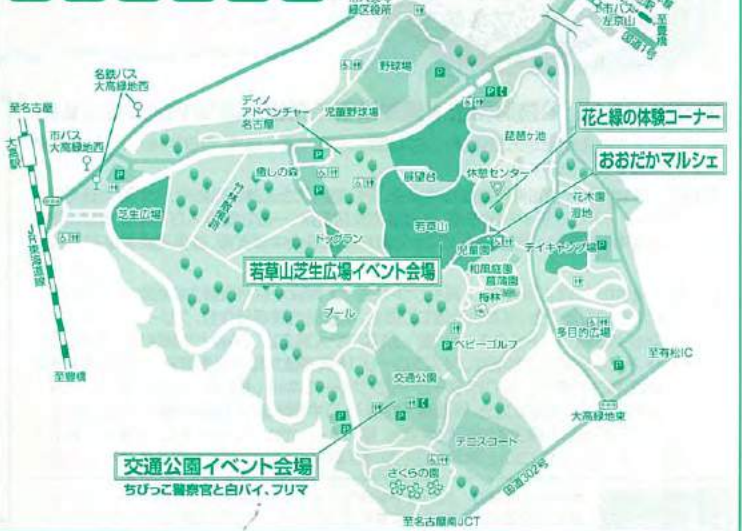 緑区役所
市バス
左京山
国道1号
至豊橋
名鉄バス
大高緑地西
至名古屋
大高駅
市バス
大高緑地西
JR東海道線
至豊橋
野球場
ディノ
アドベンチャー
名古屋
児童野球場
琵琶ヶ池
花と緑の体験コーナー
おおだかマルシェ
癒しの森
展望台
休憩センター
花木園
湿地
芝生広場
竹林散策路
若草山
ドッグラン
児童園
デイキャンプ場
若草山芝生広場イベント会場
和風庭園
菖蒲園
梅林
プール
多目的広場
ベビーゴルフ
至有松IC
交通公園
大高緑地東
テニスコート
交通公園イベント会場
ちびっこ警察官と白バイ、フリマ
さくらの園
国道302号
至名古屋南JCT